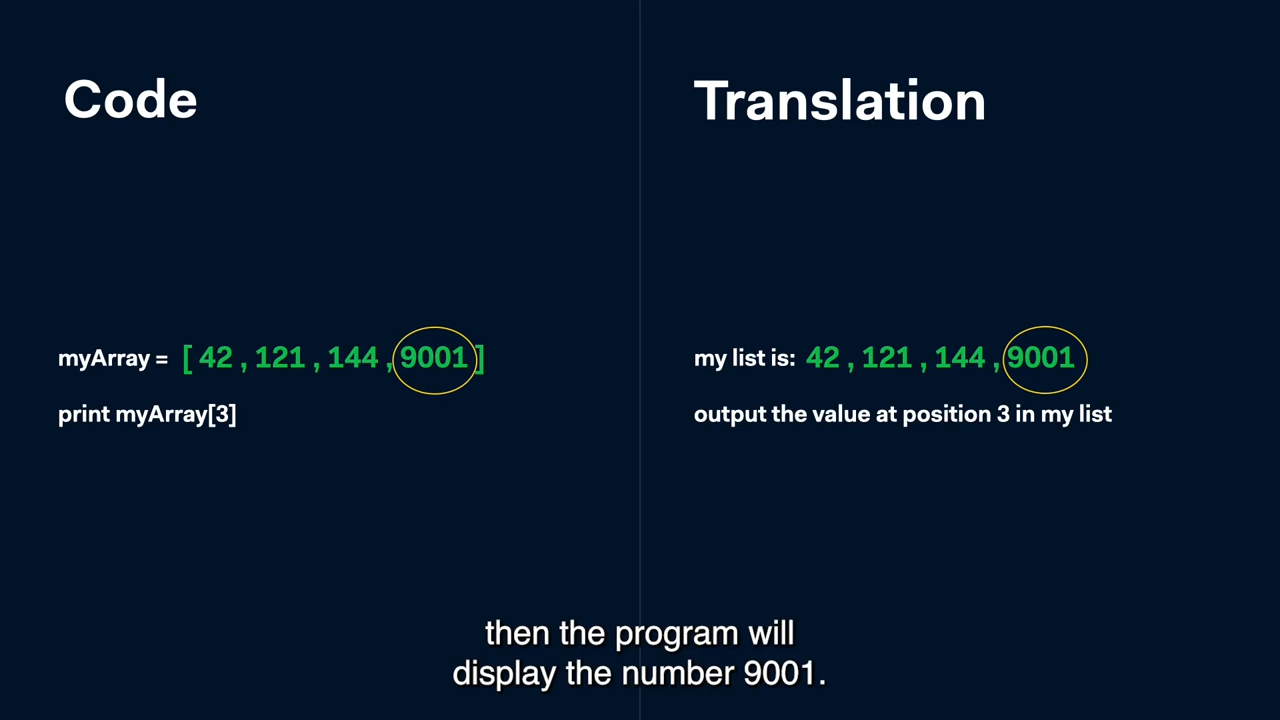 Code
myArray = [ 42 , 121 , 144 , 9001 ]
print myArray[3]
Translation
my list is: 42 , 121 , 144 , 9001
output the value at position 3 in my list
then the program will
display the number 9001.